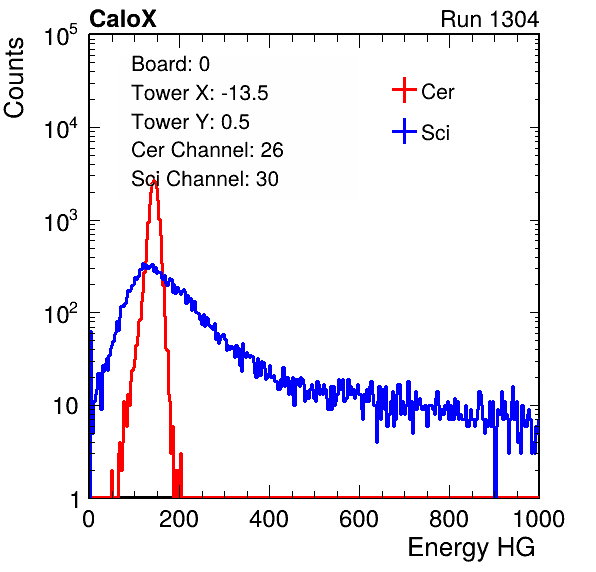 CaloX Run 1304
Counts
10^5
10^4
10^3
10^2
10
1
Board: 0
Tower X: -13.5
Tower Y: 0.5
Cer Channel: 26
Sci Channel: 30
Cer
Sci
0 200 400 600 800 1000
Energy HG